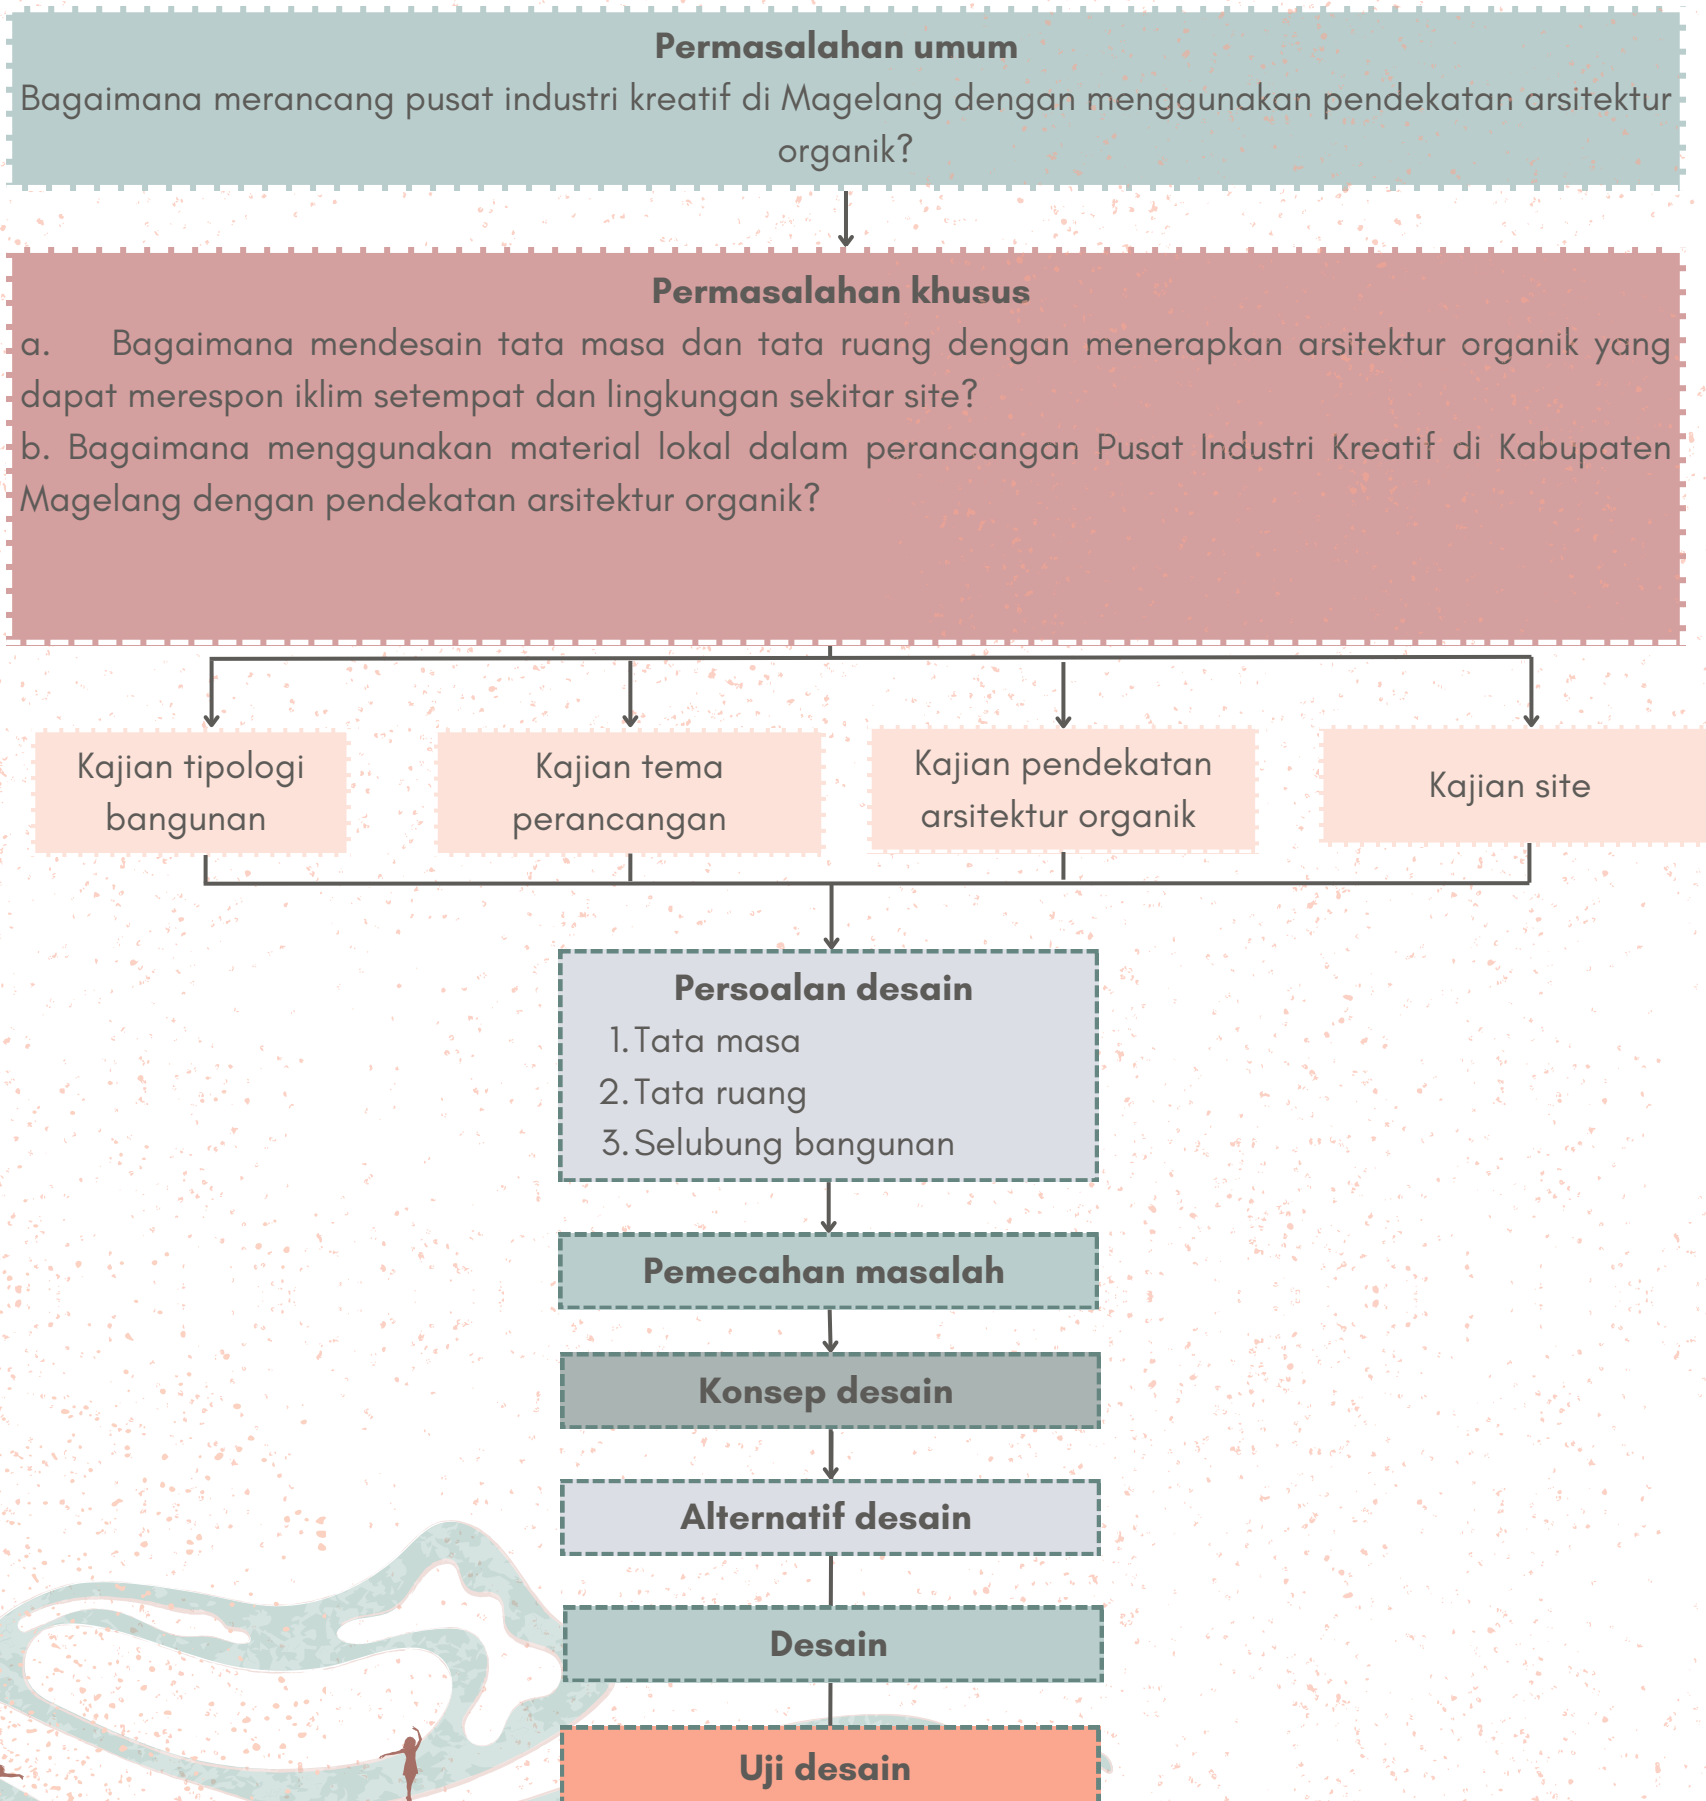 Permasalahan umum
Bagaimana merancang pusat industri kreatif di Magelang dengan menggunakan pendekatan arsitektur
organik?
Permasalahan khusus
a. Bagaimana mendesain tata masa dan tata ruang dengan menerapkan arsitektur organik yang
dapat merespon iklim setempat dan lingkungan sekitar site?
b. Bagaimana menggunakan material lokal dalam perancangan Pusat Industri Kreatif di Kabupaten
Magelang dengan pendekatan arsitektur organik?
Kajian tipologi
bangunan
Kajian tema
perancangan
Kajian pendekatan
arsitektur organik
Kajian site
Persoalan desain
1. Tata masa
2. Tata ruang
3. Selubung bangunan
Pemecahan masalah
Konsep desain
Alternatif desain
Desain
Uji desain